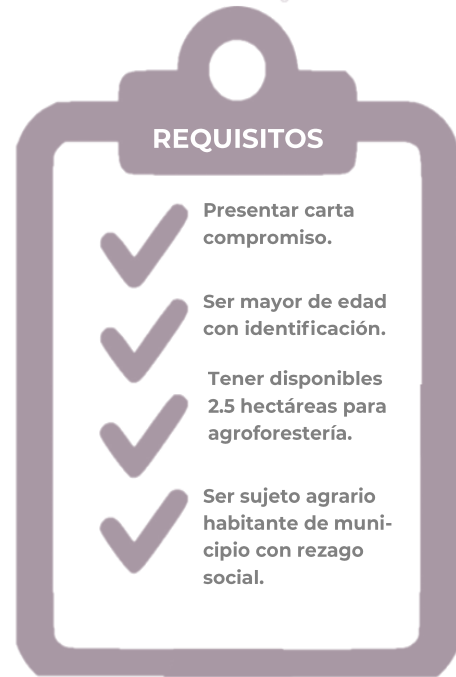 REQUISITOS
Presentar carta
compromiso.
Ser mayor de edad
con identificación.
Tener disponibles
2.5 hectáreas para
agroforestería.
Ser sujeto agrario
habitante de muni-
cipio con rezago
social.